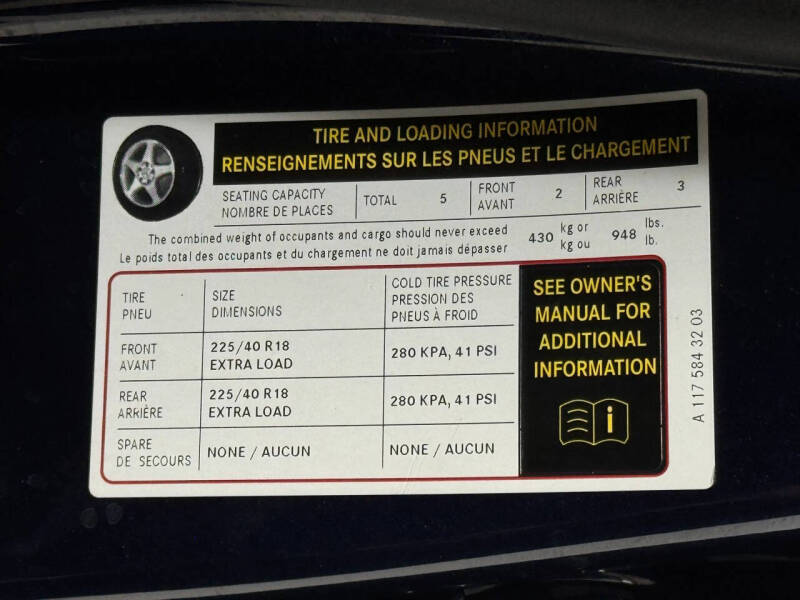 TIRE AND LOADING INFORMATION
RENSEIGNEMENTS SUR LES PNEUS ET LE CHARGEMENT
SEATING CAPACITY
NOMBRE DE PLACES
TOTAL 5
FRONT
AVANT
2
REAR
ARRIÈRE
3
The combined weight of occupants and cargo should never exceed
Le poids total des occupants et du chargement ne doit jamais dépasser
430
kg or
kg ou
948
lbs.
lb.
TIRE
PNEU
SIZE
DIMENSIONS
COLD TIRE PRESSURE
PRESSION DES
PNEUS À FROID
FRONT
AVANT
225/40 R18
EXTRA LOAD
280 KPA, 41 PSI
REAR
ARRIÈRE
225/40 R18
EXTRA LOAD
280 KPA, 41 PSI
SPARE
DE SECOURS
NONE / AUCUN
NONE / AUCUN
SEE OWNER'S
MANUAL FOR
ADDITIONAL
INFORMATION
i
A 117 584 32 03